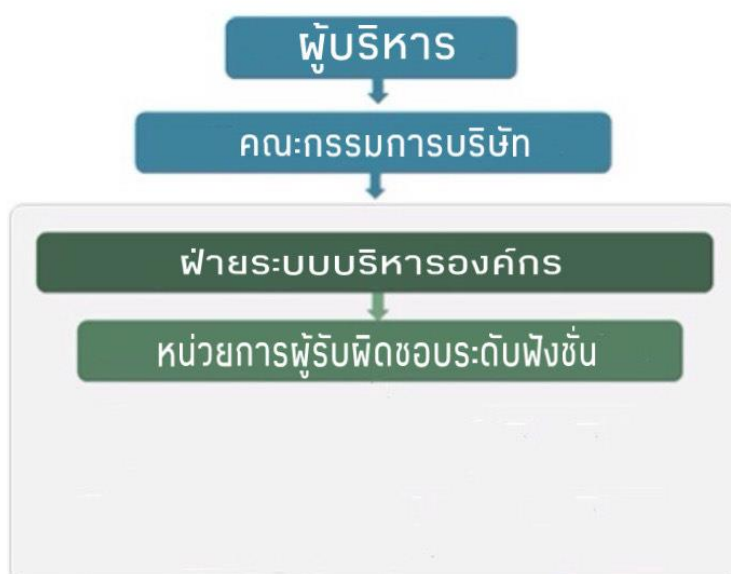 ผู้บริหาร
คณะกรรมการบริษัท
ฝ่ายระบบบริหารองค์กร
หน่วยการผู้รับผิดชอบระดับฟังชั่น